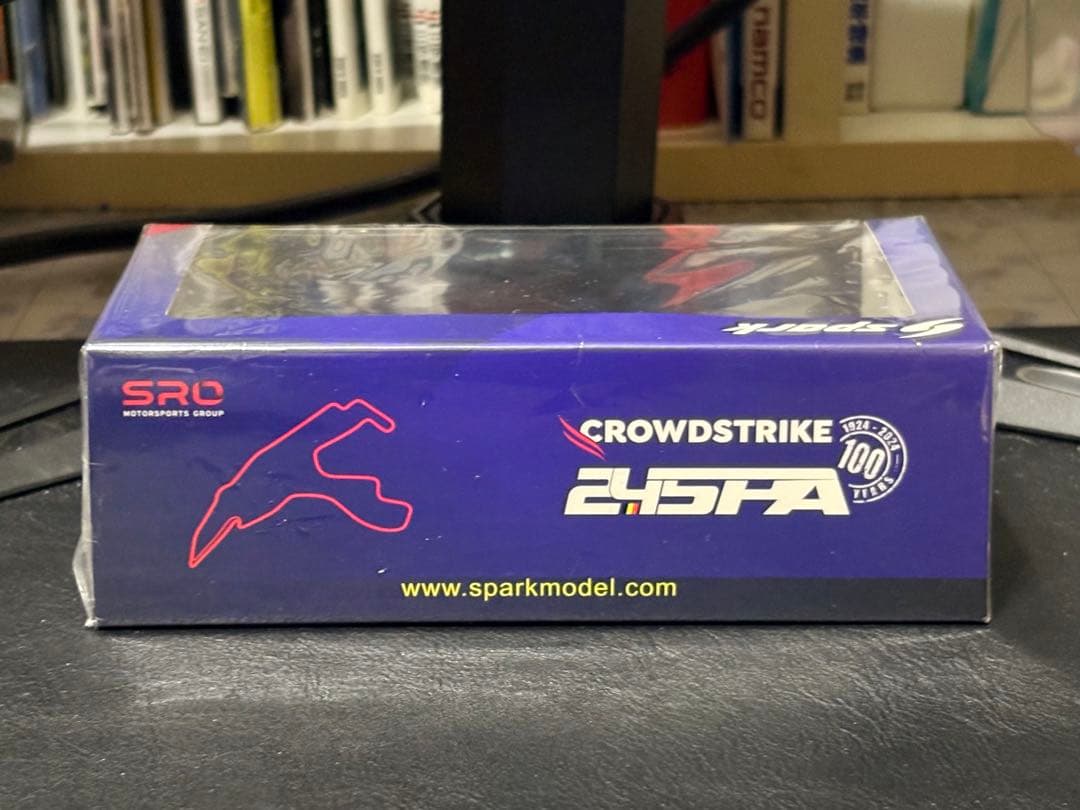 namco
spark
SRO
MOTORSPORTS GROUP
CROWDSTRIKE
24SPA
1924 - 2024
100
YEARS
www.sparkmodel.com